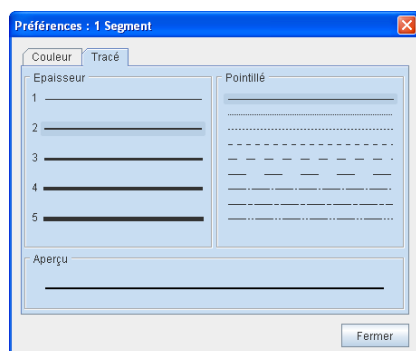 Préférences : 1 Segment
Couleur
Tracé
Epaisseur
Pointillé
1
2
3
4
5
Aperçu
Fermer